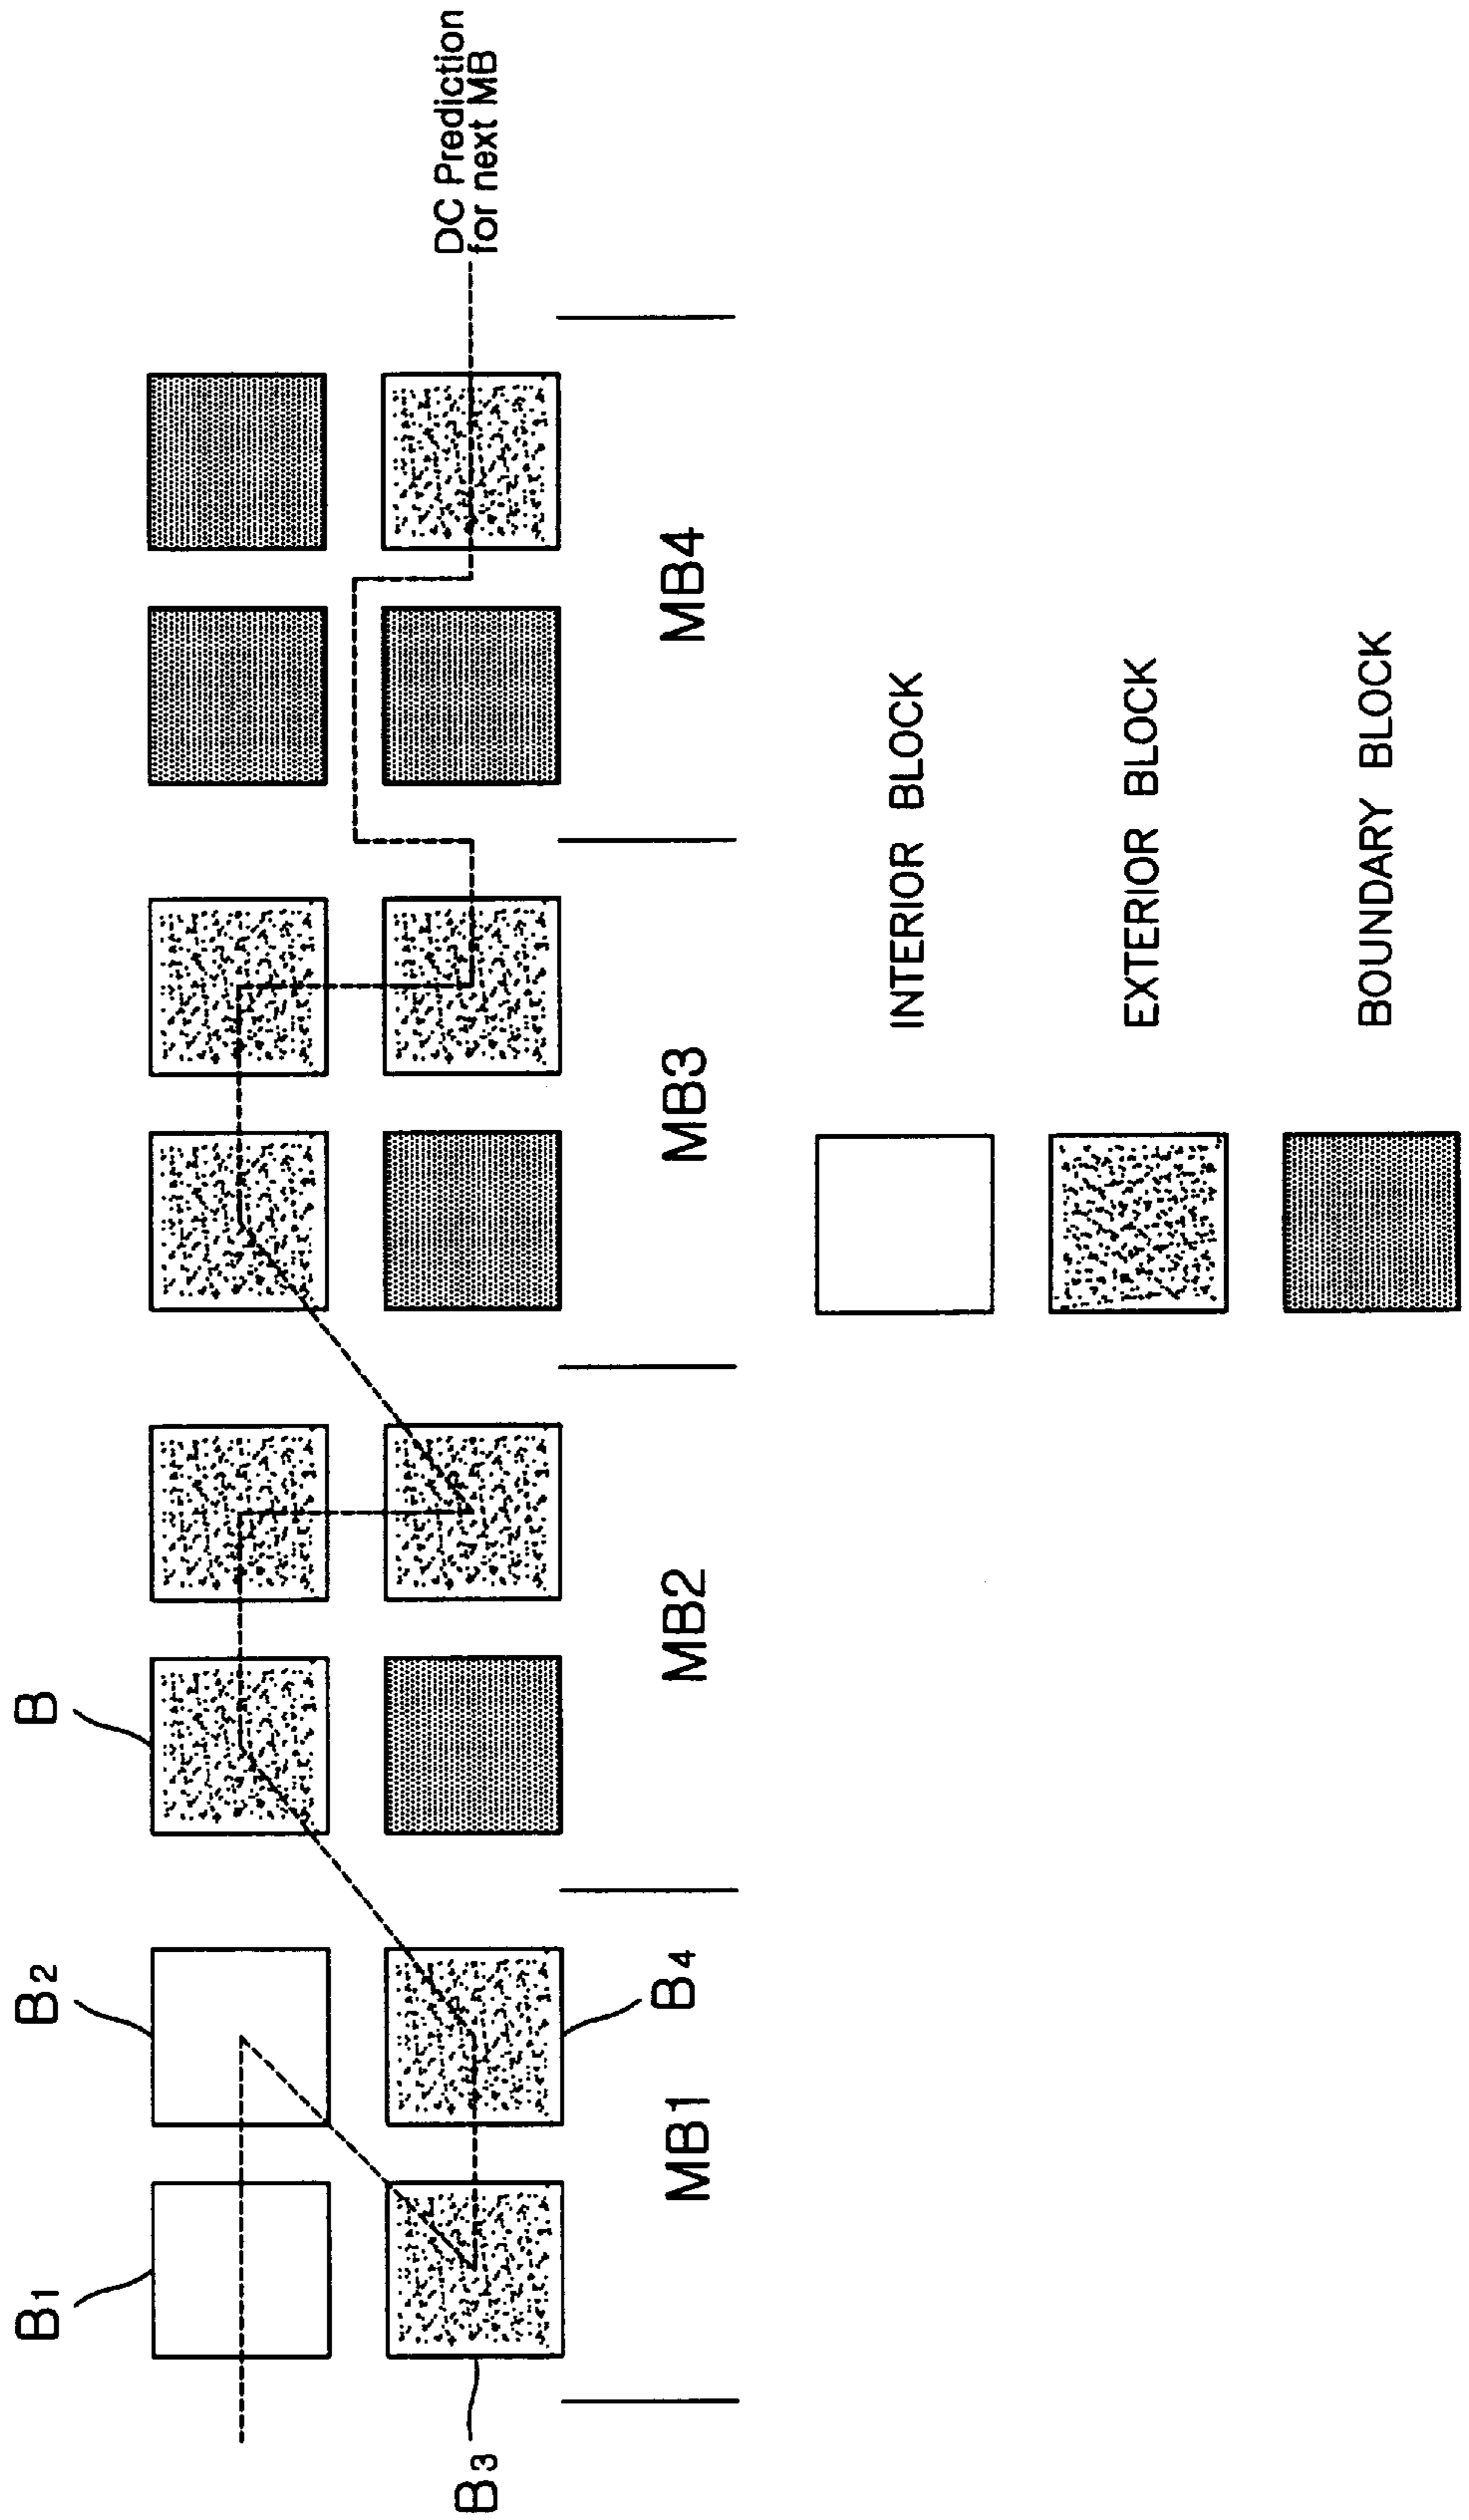 B1
B2
B
B3
B4
DC Prediction
for next MB
MB1
MB2
MB3
MB4
INTERIOR BLOCK
EXTERIOR BLOCK
BOUNDARY BLOCK